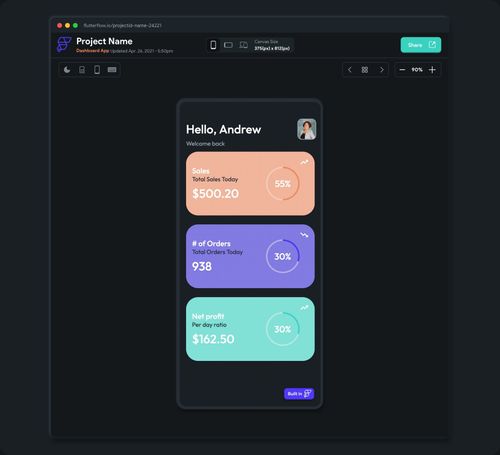 flutterflow.io/projectid-name-24221
Project Name
Dashboard App Updated Apr. 26, 2021 - 5:50pm
Canvas Size
375(px) x 812(px)
Share
90%
Hello, Andrew
Welcome back
Sales
Total Sales Today
$500.20
55%
# of Orders
Total Orders Today
938
30%
Net profit
Per day ratio
$162.50
30%
Built in